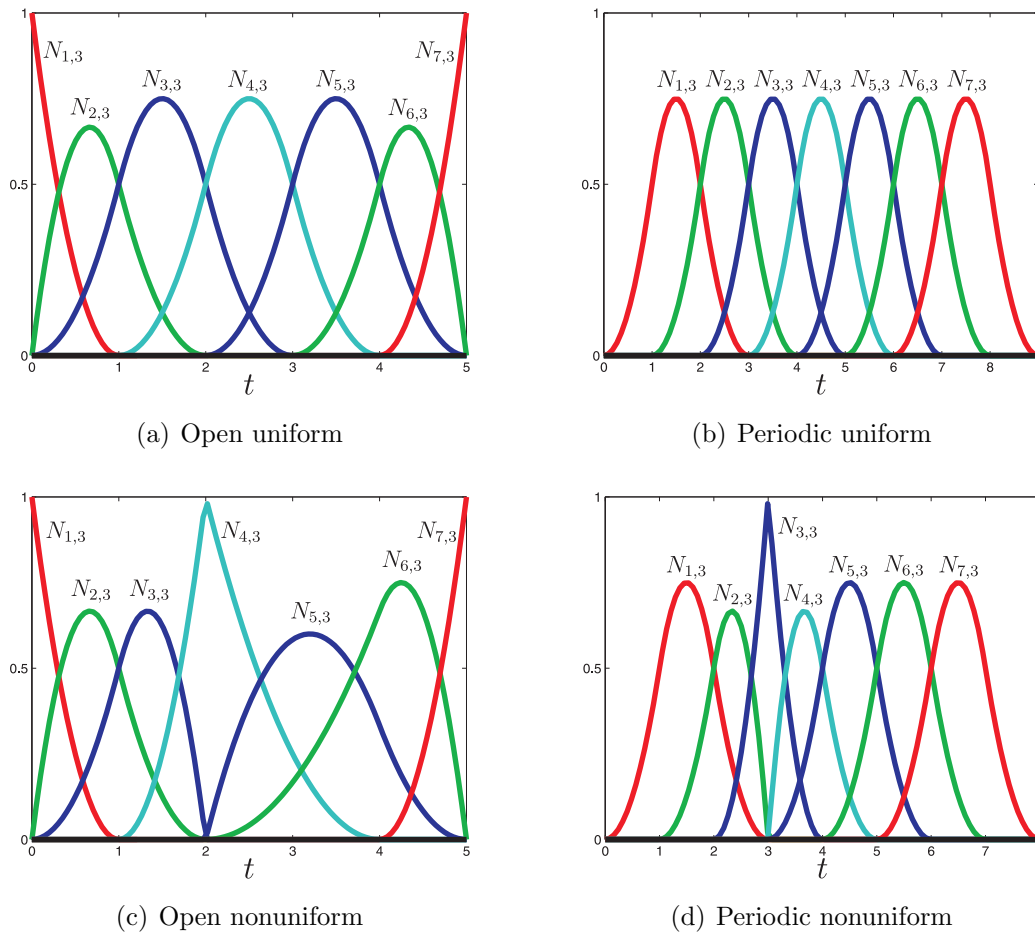 1
N1,3
N7,3
N3,3 N4,3 N5,3
N2,3 N6,3
0.5
0
0 1 2 3 4 5
t
(a) Open uniform
1
N1,3 N2,3 N3,3 N4,3 N5,3 N6,3 N7,3
0.5
0
0 1 2 3 4 5 6 7 8
t
(b) Periodic uniform
1
N1,3 N4,3 N7,3
N6,3
N2,3 N3,3
N5,3
0.5
0
0 1 2 3 4 5
t
(c) Open nonuniform
1
N3,3
N1,3 N5,3 N6,3 N7,3
N2,3 N4,3
0.5
0
0 1 2 3 4 5 6 7
t
(d) Periodic nonuniform